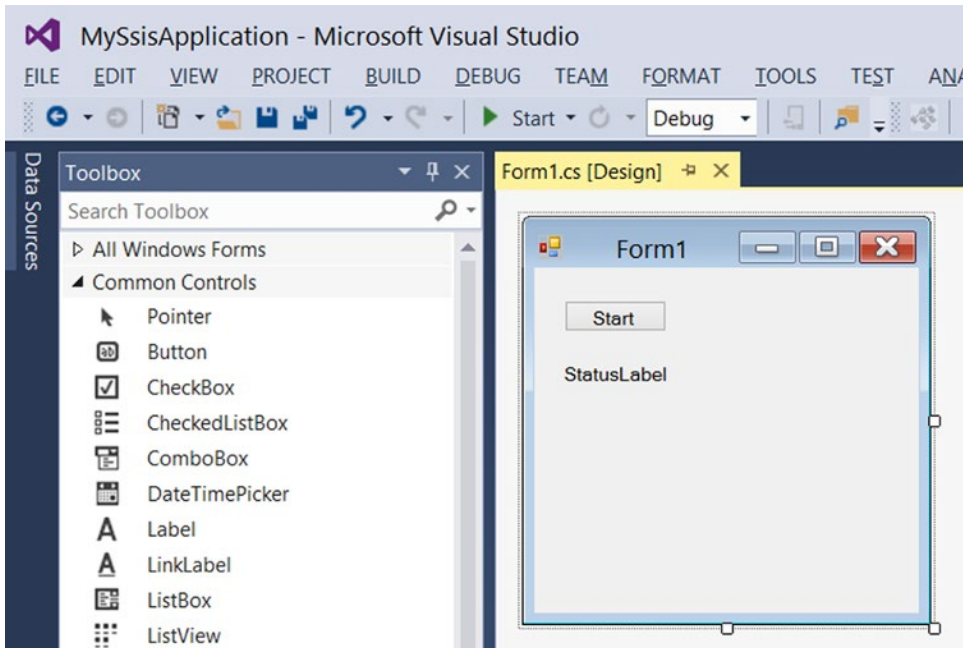 MySsisApplication - Microsoft Visual Studio
FILE EDIT VIEW PROJECT BUILD DEBUG TEAM FORMAT TOOLS TEST ANA
Start Debug
Data Sources
Toolbox
Search Toolbox
All Windows Forms
Common Controls
Pointer
Button
CheckBox
CheckedListBox
ComboBox
DateTimePicker
Label
LinkLabel
ListBox
ListView
Form1.cs [Design]
Form1
Start
StatusLabel